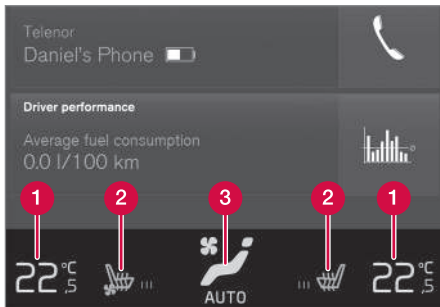 Telenor
Daniel's Phone
Driver performance
Average fuel consumption
0.0 l/100 km
1 2 3 2 1
22°C,5 22°C,5
AUTO